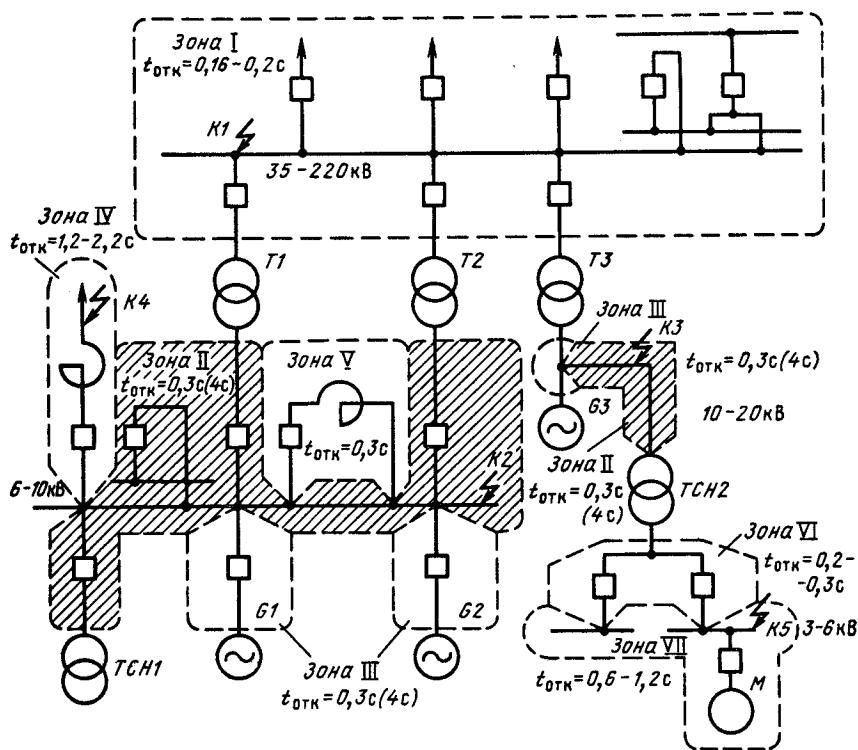 Зона I
tотк=0,16-0,2с
К1
35-220кВ
Зона IV
tотк=1,2-2,2с
К4
Т1
Т2
Т3
Зона II
tотк=0,3с(4с)
Зона V
tотк=0,3с
Зона III
К3
tотк=0,3с(4с)
G3
10-20кВ
6-10кВ
К2
Зона II
tотк=0,3с
(4с)
ТСН2
Зона VI
tотк=0,2-
-0,3с
G1
G2
К5
3-6кВ
Зона VII
tотк=0,6-1,2с
М
ТСН1
Зона III
tотк=0,3с(4с)